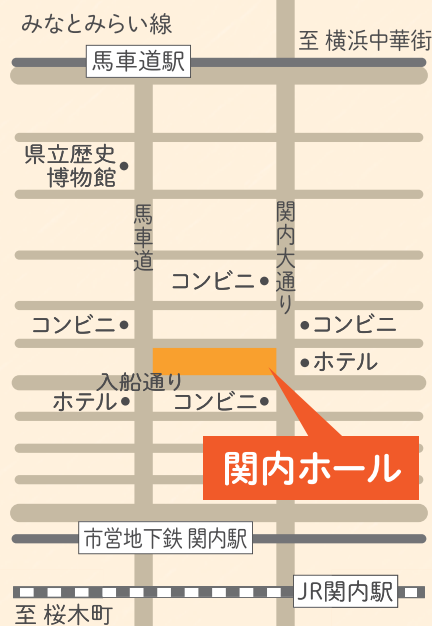 みなとみらい線
至 横浜中華街
馬車道駅
県立歴史
博物館
馬車道
関内大通り
コンビニ
コンビニ
コンビニ
ホテル
入船通り
ホテル
コンビニ
関内ホール
市営地下鉄 関内駅
JR関内駅
至 桜木町